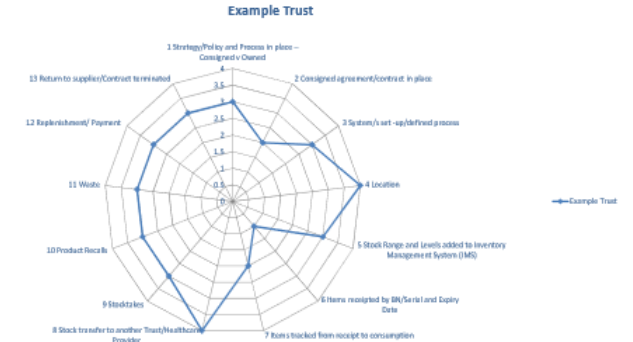 Example Trust
1 Strategy/Policy and Process in place –
Consigned v Owned
13 Return to supplier/Contract terminated
2 Consigned agreement/contract in place
12 Replenishment/ Payment
3 System/s set -up/defined process
4
3.5
3
2.5
2
1.5
1
0.5
0
11 Waste
4 Location
Example Trust
10 Product Recalls
5 Stock Range and Levels added to Inventory
Management System (IMS)
9 Stocktakes
6 Items receipted by BN/Serial and Expiry
Date
8 Stock transfer to another Trust/Healthcare
Provider
7 Items tracked from receipt to consumption